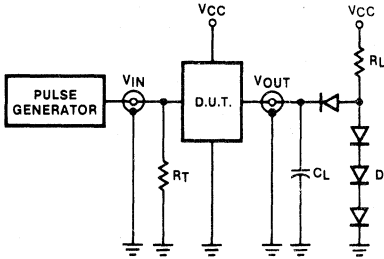 VCC
VCC
RL
VIN
VOUT
PULSE
GENERATOR
D.U.T.
RT
CL
D